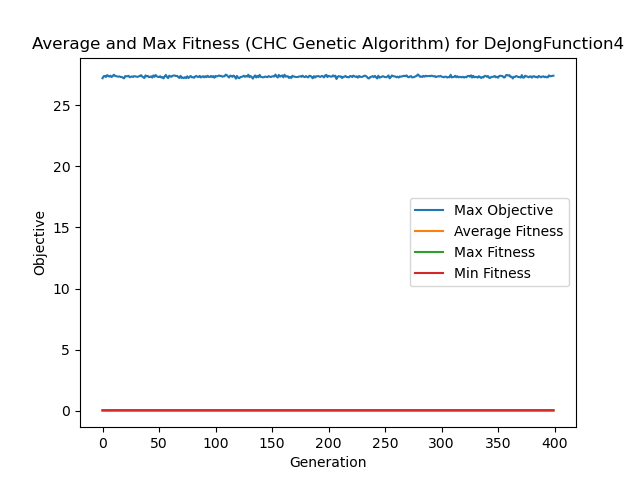 Average and Max Fitness (CHC Genetic Algorithm) for DeJongFunction4
25
20
15
10
5
0
Objective
Max Objective
Average Fitness
Max Fitness
Min Fitness
0 50 100 150 200 250 300 350 400
Generation